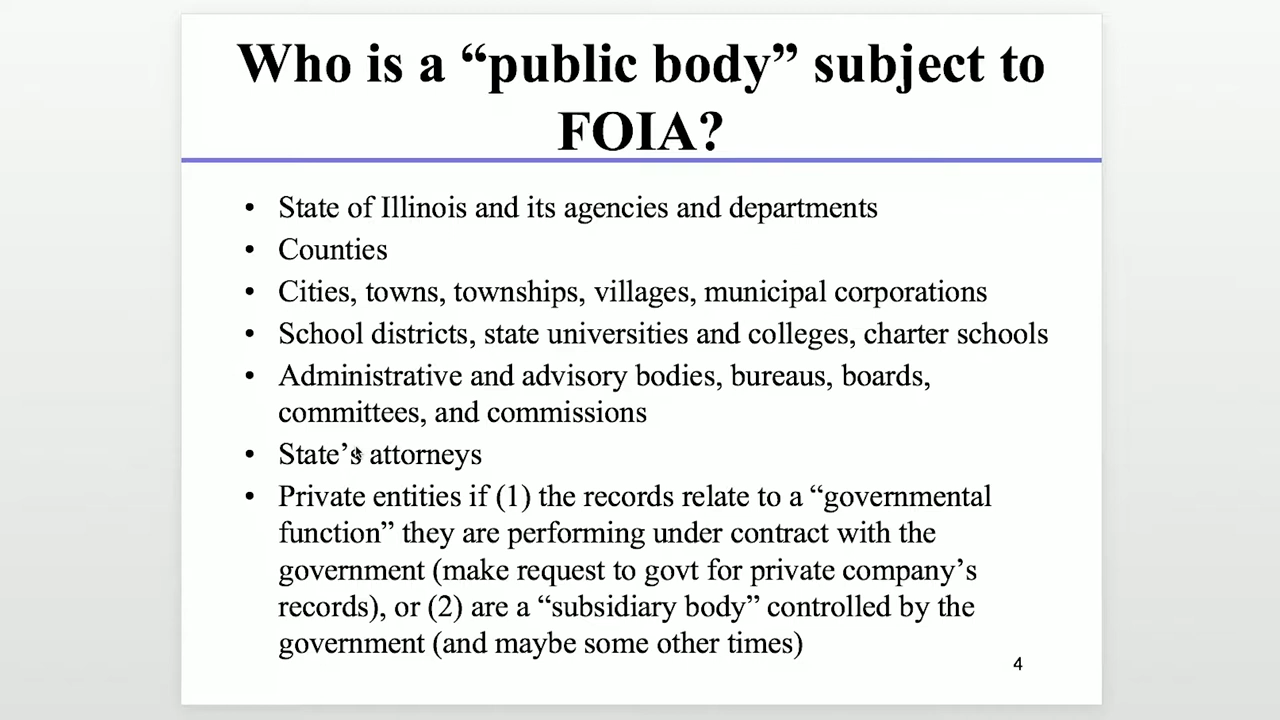 Who is a “public body” subject to
FOIA?
• State of Illinois and its agencies and departments
• Counties
• Cities, towns, townships, villages, municipal corporations
• School districts, state universities and colleges, charter schools
• Administrative and advisory bodies, bureaus, boards,
committees, and commissions
• State’s attorneys
• Private entities if (1) the records relate to a “governmental
function” they are performing under contract with the
government (make request to govt for private company’s
records), or (2) are a “subsidiary body” controlled by the
government (and maybe some other times)
4